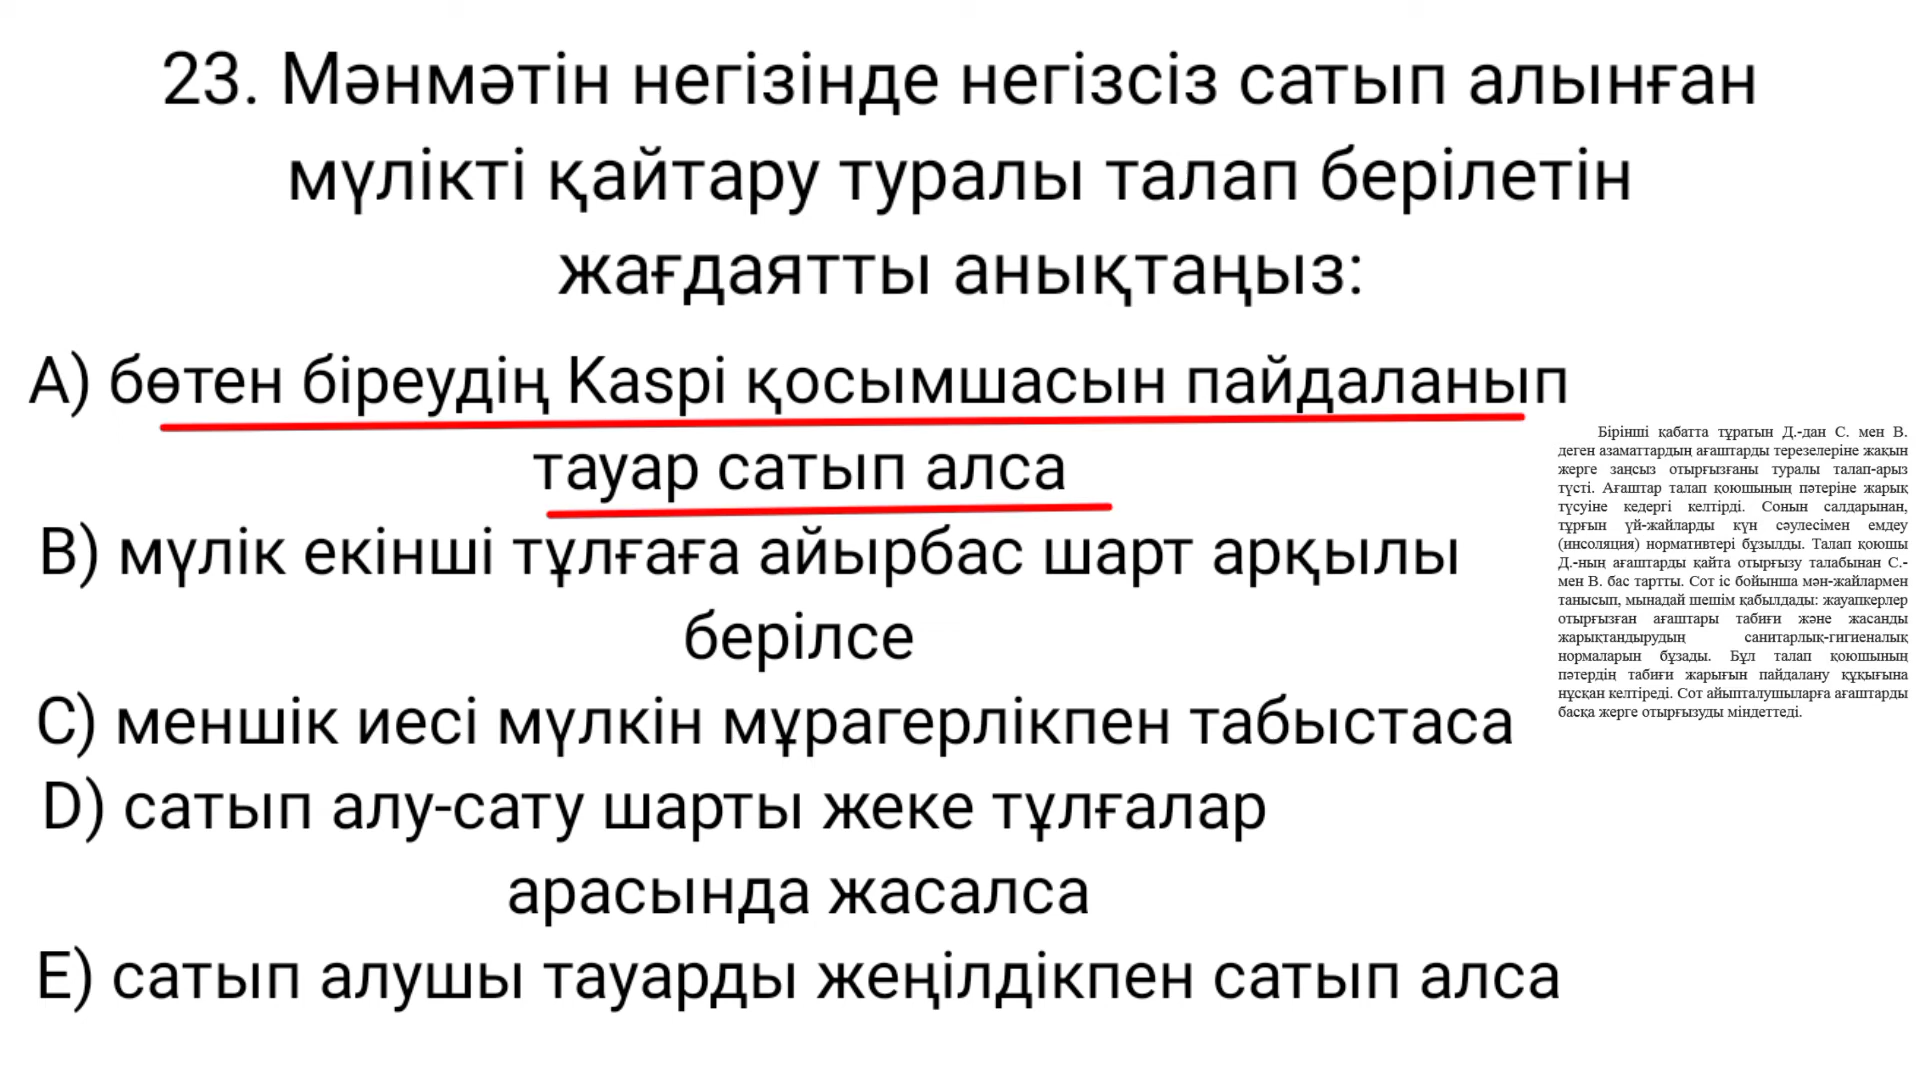 23. Мәнмәтін негізінде негізсіз сатып алынған
мүлікті қайтару туралы талап берілетін
жағдаятты анықтаңыз:
A) бөтен біреудің Kaspi қосымшасын пайдаланып
тауар сатып алса
B) мүлік екінші тұлғаға айырбас шарт арқылы
берілсе
C) меншік иесі мүлкін мұрагерлікпен табыстаса
D) сатып алу-сату шарты жеке тұлғалар
арасында жасалса
E) сатып алушы тауарды жеңілдікпен сатып алса
Бірінші қабатта тұратын Д.-дан С. мен В.
деген азаматтардың ағаштарды терезелеріне жақын
жерге заңсыз отырғызғаны туралы талап-арыз
түсті. Ағаштар талап қоюшының пәтеріне жарық
түсуіне кедергі келтірді. Сонын салдарынан,
тұрғын үй-жайларды күн сәулесімен емдеу
(инсоляция) нормативтері бұзылды. Талап қоюшы
Д.-ның ағаштарды қайта отырғызу талабынан С.-
мен В. бас тартты. Сот іс бойынша мән-жайлармен
танысып, мынадай шешім қабылдады: жауапкерлер
отырғызған ағаштары табиғи және жасанды
жарықтандырудың санитарлық-гигиеналық
нормаларын бұзады. Бұл талап қоюшының
пәтердің табиғи жарығын пайдалану құқығына
нұсқан келтіреді. Сот айыпталушыларға ағаштарды
басқа жерге отырғызуды міндеттеді.